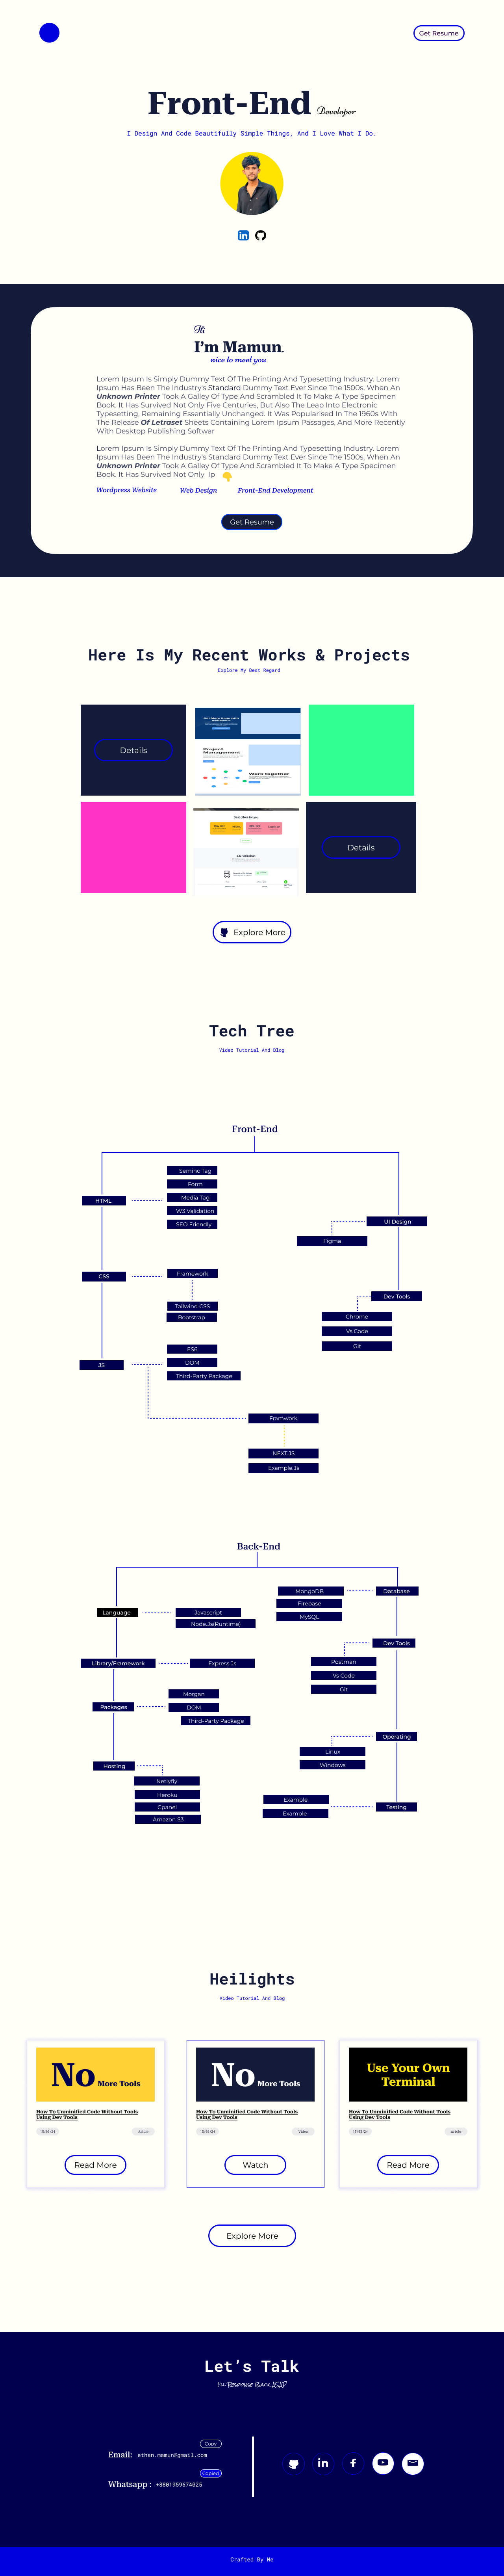 Get Resume
Front-End Developer
I Design And Code Beautifully Simple Things, And I Love What I Do.
in
Hi
I'm Mamun.
nice to meet you
Lorem Ipsum Is Simply Dummy Text Of The Printing And Typesetting Industry. Lorem
Ipsum Has Been The Industry's Standard Dummy Text Ever Since The 1500s, When An
Unknown Printer Took A Galley Of Type And Scrambled It To Make A Type Specimen
Book. It Has Survived Not Only Five Centuries, But Also The Leap Into Electronic
Typesetting, Remaining Essentially Unchanged. It Was Popularised In The 1960s With
The Release Of Letraset Sheets Containing Lorem Ipsum Passages, And More Recently
With Desktop Publishing Softwar
Lorem Ipsum Is Simply Dummy Text Of The Printing And Typesetting Industry. Lorem
Ipsum Has Been The Industry's Standard Dummy Text Ever Since The 1500s, When An
Unknown Printer Took A Galley Of Type And Scrambled It To Make A Type Specimen
Book. It Has Survived Not Only Ip
Wordpress Website
Web Design
Front-End Development
Get Resume
Here Is My Recent Works & Projects
Explore My Best Regard
Details
Project
Management
Work together
Best offers for you
Details
Explore More
Tech Tree
Video Tutorial And Blog
Front-End
HTML
Seminc Tag
Form
Media Tag
W3 Validation
SEO Friendly
UI Design
Figma
CSS
Framework
Tailwind CSS
Bootstrap
Dev Tools
Chrome
Vs Code
Git
JS
ES6
DOM
Third-Party Package
Framwork
NEXT.JS
Example.Js
Back-End
Language
Javascript
Node.Js(Runtime)
MongoDB
Firebase
MySQL
Database
Library/Framework
Express.Js
Dev Tools
Postman
Vs Code
Git
Packages
Morgan
DOM
Third-Party Package
Operating
Linux
Windows
Hosting
Netlyfly
Heroku
Cpanel
Amazon S3
Example
Example
Testing
Heilights
Video Tutorial And Blog
No More Tools
How To Unminified Code Without Tools
Using Dev Tools
Article
Read More
No More Tools
How To Unminified Code Without Tools
Using Dev Tools
Video
Watch
Use Your Own
Terminal
How To Unminified Code Without Tools
Using Dev Tools
Article
Read More
Explore More
Let's Talk
I'll Response Back ASAP
Copy
Email: ethan.mamun@gmail.com
Copied
Whatsapp : +8801959674025
in
f
Crafted By Me